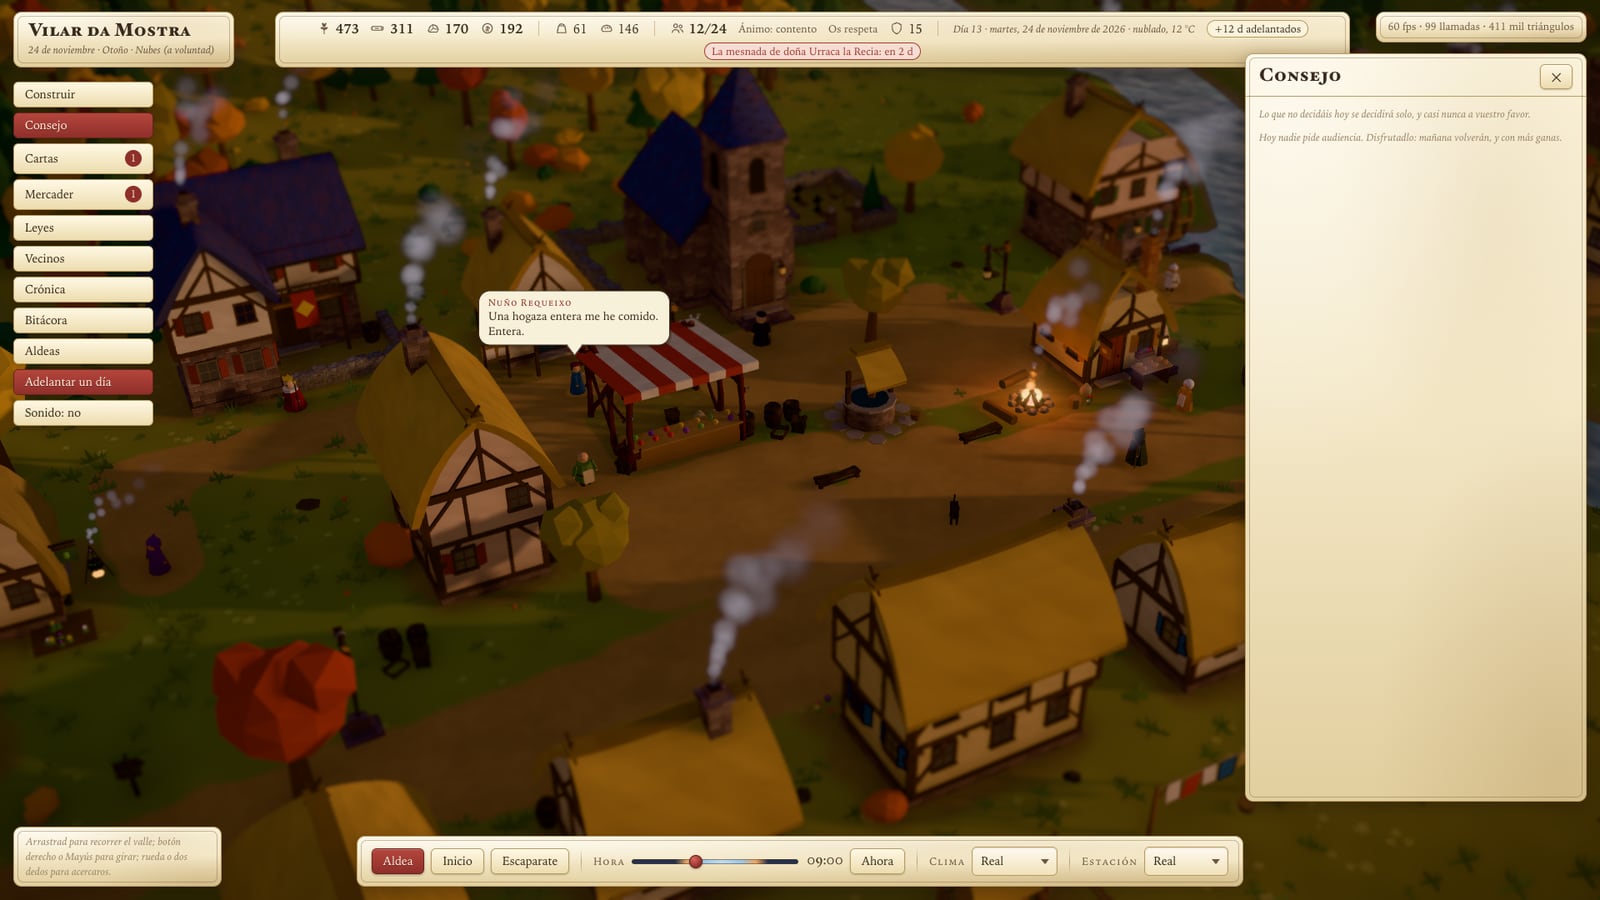 Vilar da Mostra
24 de noviembre · Otoño · Nubes (a voluntad)
473 311 170 192 61 146 12/24 Ánimo: contento Os respeta 15 Día 13 · martes, 24 de noviembre de 2026 · nublado, 12 °C +12 d adelantados
La mesnada de doña Urraca la Recia: en 2 d
60 fps · 99 llamadas · 411 mil triángulos
Construir
Consejo
Cartas 1
Mercader 1
Leyes
Vecinos
Crónica
Bitácora
Aldeas
Adelantar un día
Sonido: no
Nuño Requeixo
Una hogaza entera me he comido.
Entera.
Consejo
Lo que no decidáis hoy se decidirá solo, y casi nunca a vuestro favor.
Hoy nadie pide audiencia. Disfrutadlo: mañana volverán, y con más ganas.
Arrastrad para recorrer el valle; botón
derecho o Mayús para girar; rueda o dos
dedos para acercaros.
Aldea Inicio Escaparate Hora 09:00 Ahora Clima Real Estación Real